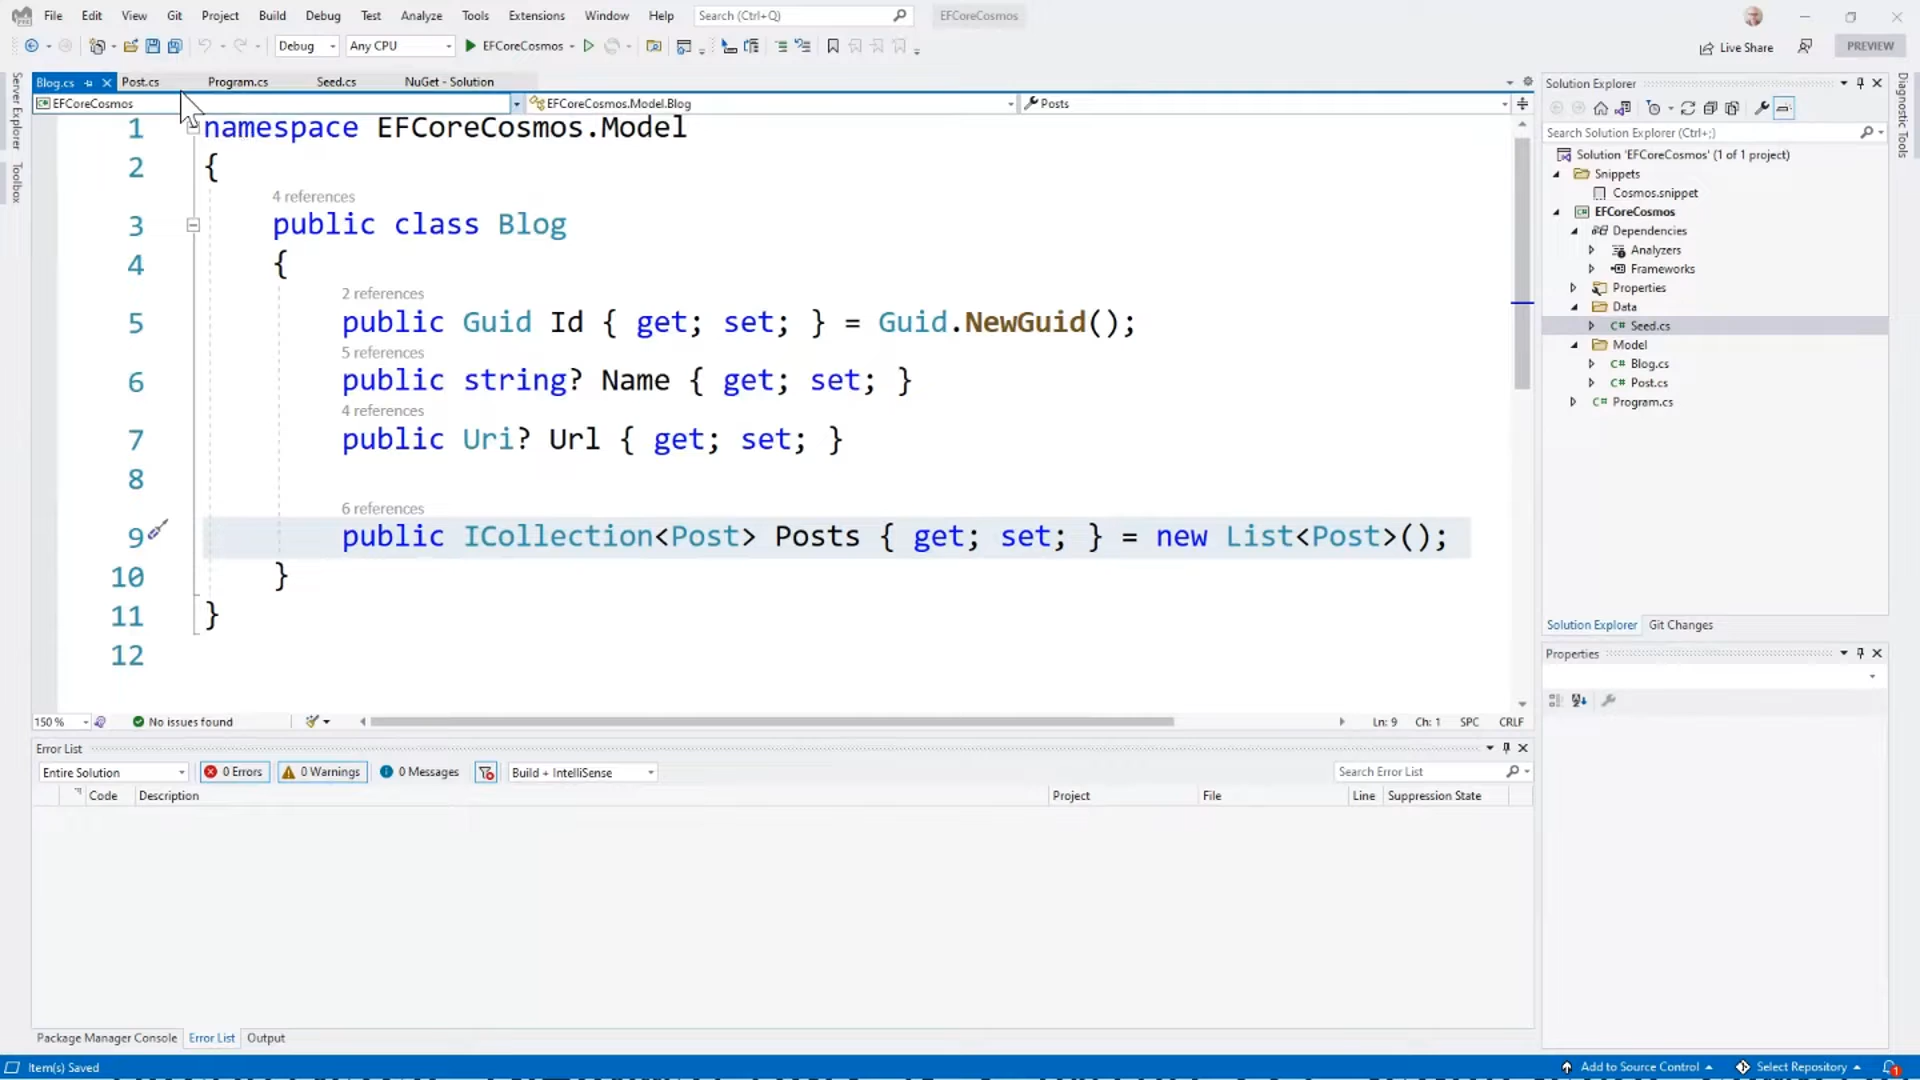 File Edit View Git Project Build Debug Test Analyze Tools Extensions Window Help Search (Ctrl+Q) EFCoreCosmos
Debug Any CPU EFCoreCosmos Live Share PREVIEW
Blog.cs Post.cs Program.cs Seed.cs NuGet - Solution
EFCoreCosmos EFCoreCosmos.Model.Blog Posts
1 namespace EFCoreCosmos.Model
2 {
4 references
3 public class Blog
4 {
2 references
5 public Guid Id { get; set; } = Guid.NewGuid();
5 references
6 public string? Name { get; set; }
4 references
7 public Uri? Url { get; set; }
8
6 references
9 public ICollection<Post> Posts { get; set; } = new List<Post>();
10 }
11 }
12
150 % No issues found Ln: 9 Ch: 1 SPC CRLF
Error List
Entire Solution 0 Errors 0 Warnings 0 Messages Build + IntelliSense Search Error List
Code Description Project File Line Suppression State
Package Manager Console Error List Output
Item(s) Saved Add to Source Control Select Repository 1
Server Explorer
Toolbox
Solution Explorer
Search Solution Explorer (Ctrl+;)
Solution 'EFCoreCosmos' (1 of 1 project)
Snippets
Cosmos.snippet
C# EFCoreCosmos
Dependencies
Analyzers
Frameworks
Properties
Data
C# Seed.cs
Model
C# Blog.cs
C# Post.cs
C# Program.cs
Solution Explorer Git Changes
Properties
Diagnostic Tools